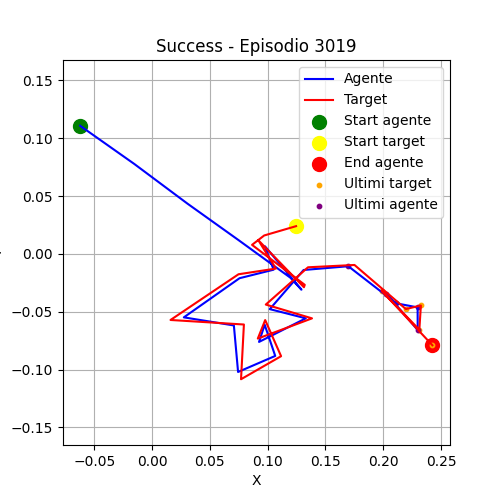 Success - Episodio 3019
Agente
Target
Start agente
Start target
End agente
Ultimi target
Ultimi agente
0.15
0.10
0.05
0.00
−0.05
−0.10
−0.15
−0.05
0.00
0.05
0.10
0.15
0.20
0.25
X